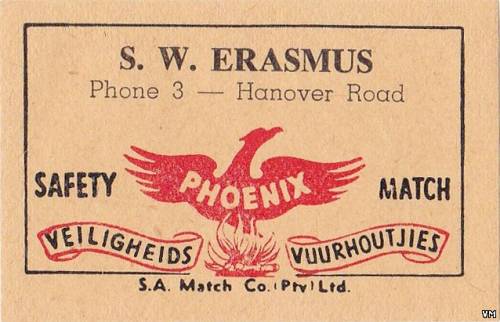 S. W. ERASMUS
Phone 3 — Hanover Road
PHOENIX
SAFETY MATCH
VEILIGHEIDS VUURHOUTJIES
S.A. Match Co. (Pty) Ltd.
VM